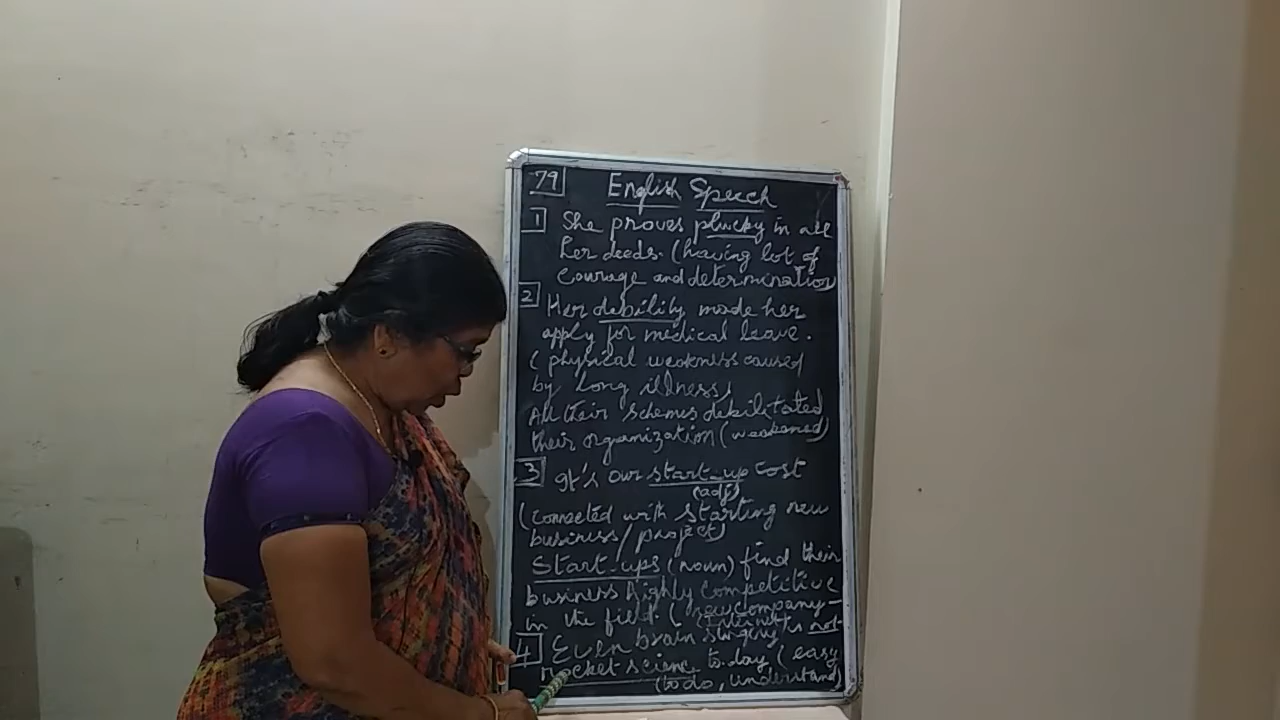 79 English Speech
1 She proves plucky in all
her deeds. (having lot of
courage and determination
2 Her debility made her
apply for medical leave.
(physical weakness caused
by long illness)
All their schemes debilitated
their organization (weakened)
3 It's our start-up cost
(adj)
(connected with starting new
business/project)
Start-ups (noun) find their
business highly competitive
in the field. (new company-
internet)
4 Even brain surgery is not
rocket science to-day (easy
(to do, understand)